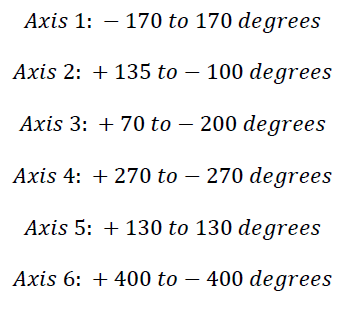 Axis 1: − 170 to 170 degrees
Axis 2: + 135 to − 100 degrees
Axis 3: + 70 to − 200 degrees
Axis 4: + 270 to − 270 degrees
Axis 5: + 130 to 130 degrees
Axis 6: + 400 to − 400 degrees